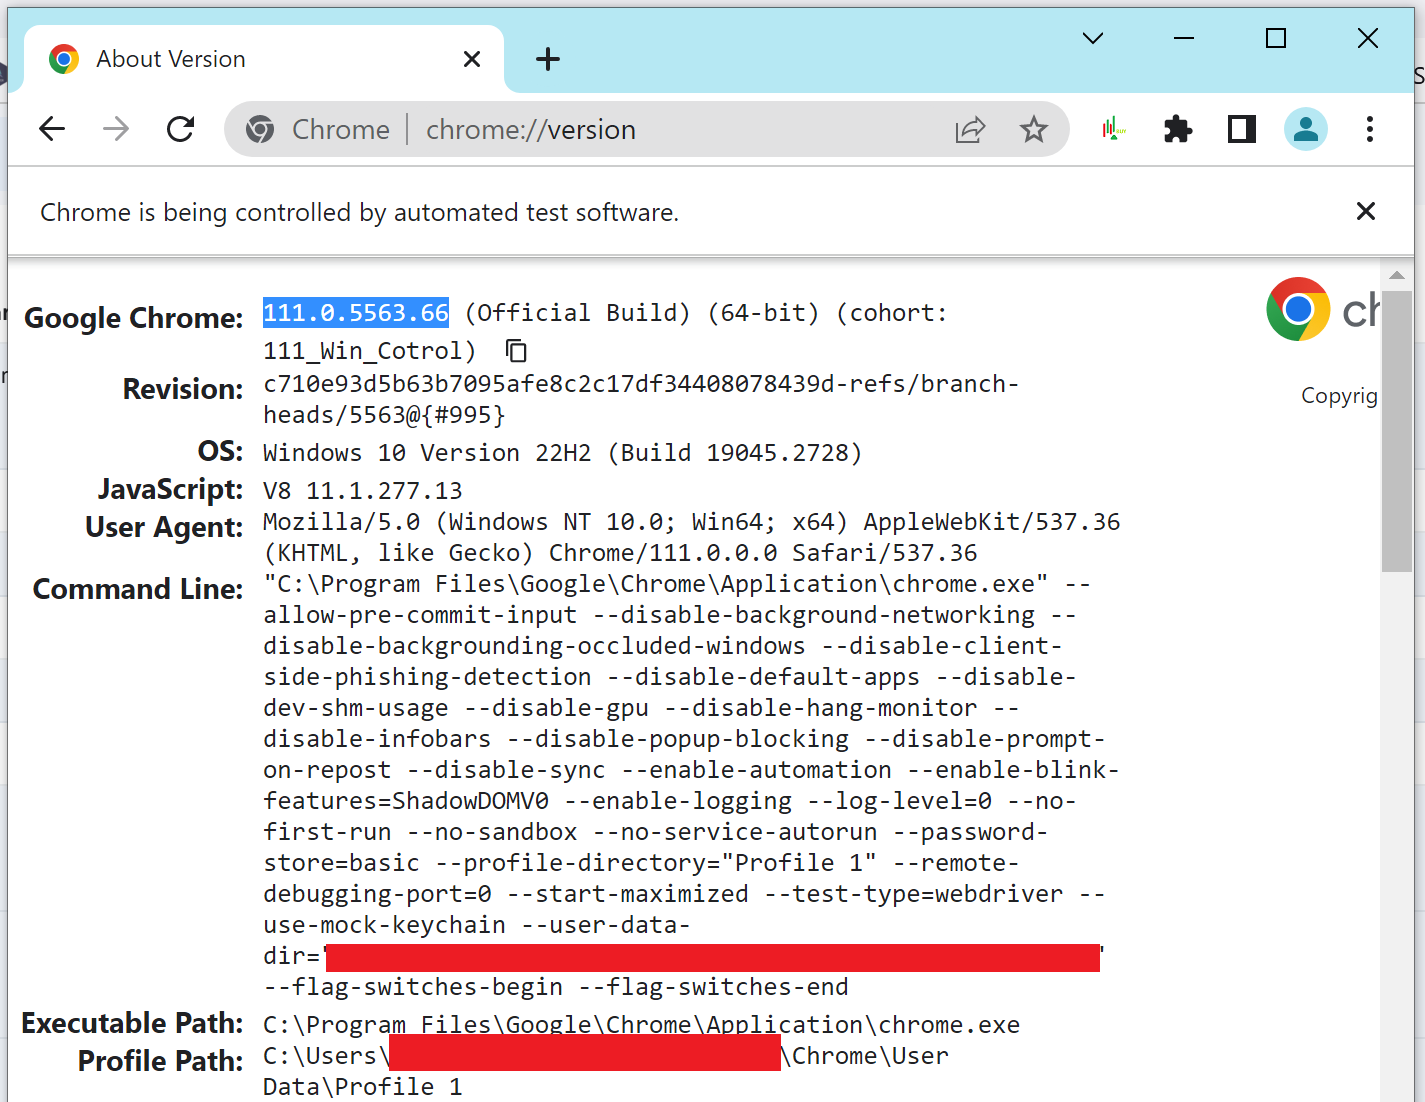 About Version
Chrome | chrome://version
Chrome is being controlled by automated test software.
Google Chrome: 111.0.5563.66 (Official Build) (64-bit) (cohort:
111_Win_Cotrol)
Revision: c710e93d5b63b7095afe8c2c17df34408078439d-refs/branch-
heads/5563@{#995}
OS: Windows 10 Version 22H2 (Build 19045.2728)
JavaScript: V8 11.1.277.13
User Agent: Mozilla/5.0 (Windows NT 10.0; Win64; x64) AppleWebKit/537.36
(KHTML, like Gecko) Chrome/111.0.0.0 Safari/537.36
Command Line: "C:\Program Files\Google\Chrome\Application\chrome.exe" --
allow-pre-commit-input --disable-background-networking --
disable-backgrounding-occluded-windows --disable-client-
side-phishing-detection --disable-default-apps --disable-
dev-shm-usage --disable-gpu --disable-hang-monitor --
disable-infobars --disable-popup-blocking --disable-prompt-
on-repost --disable-sync --enable-automation --enable-blink-
features=ShadowDOMV0 --enable-logging --log-level=0 --no-
first-run --no-sandbox --no-service-autorun --password-
store=basic --profile-directory="Profile 1" --remote-
debugging-port=0 --start-maximized --test-type=webdriver --
use-mock-keychain --user-data-
dir="
--flag-switches-begin --flag-switches-end
Executable Path: C:\Program Files\Google\Chrome\Application\chrome.exe
Profile Path: C:\Users\ \Chrome\User
Data\Profile 1
ch
Copyrig